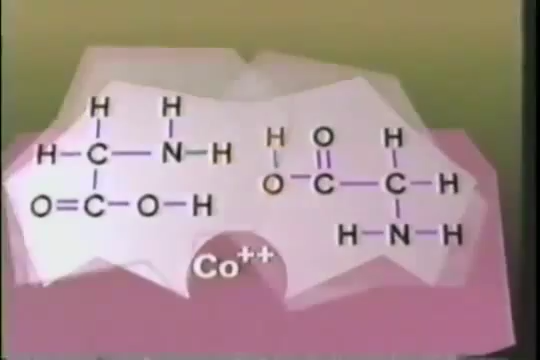 H H
H–C–N–H
O=C–O–H
H O H
O–C–C–H
H–N–H
Co++